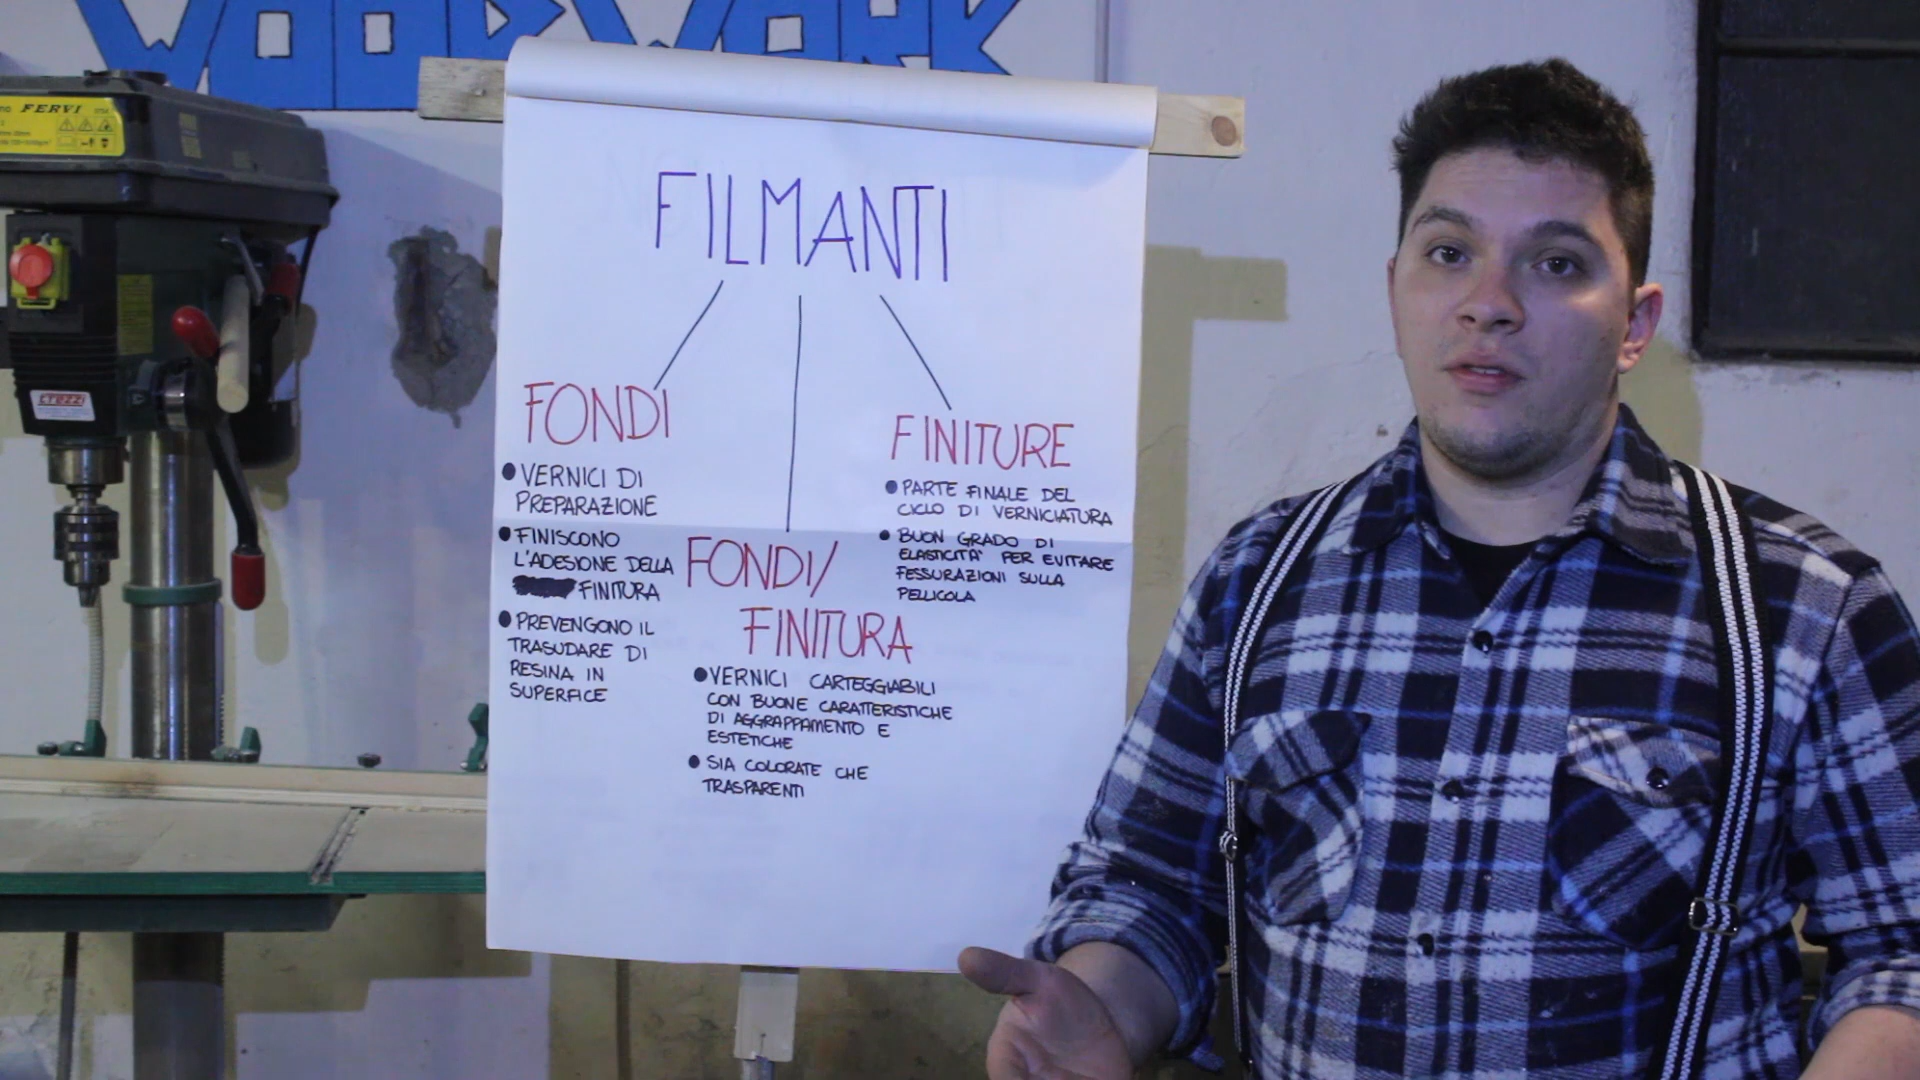 WOODWORK
FERVI
FILMANTI
FONDI
● VERNICI DI
PREPARAZIONE
● FINISCONO
L'ADESIONE DELLA
FINITURA
● PREVENGONO IL
TRASUDARE DI
RESINA IN
SUPERFICE
FONDI/
FINITURA
● VERNICI CARTEGGIABILI
CON BUONE CARATTERISTICHE
DI AGGRAPPAMENTO E
ESTETICHE
● SIA COLORATE CHE
TRASPARENTI
FINITURE
● PARTE FINALE DEL
CICLO DI VERNICIATURA
● BUON GRADO DI
ELASTICITA' PER EVITARE
FESSURAZIONI SULLA
PELLICOLA